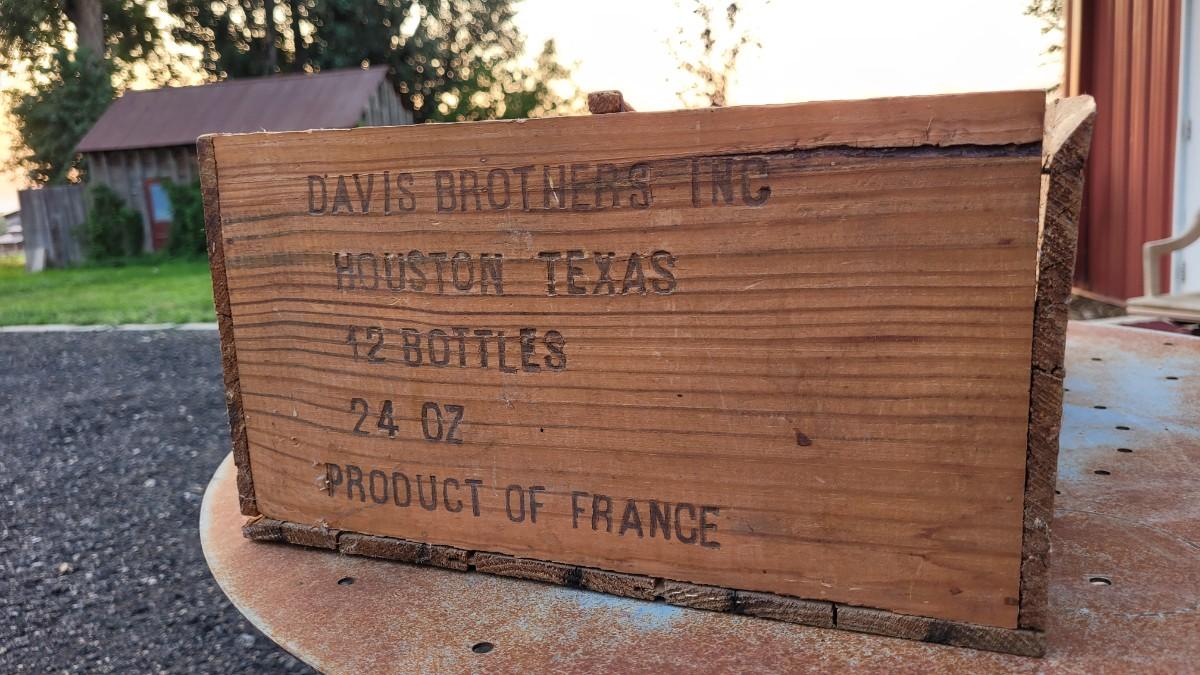 DAVIS BROTHERS INC
HOUSTON TEXAS
12 BOTTLES
24 OZ
PRODUCT OF FRANCE